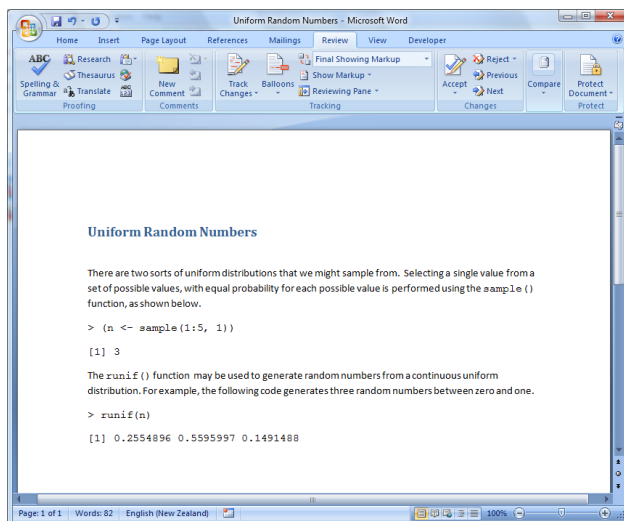 Uniform Random Numbers - Microsoft Word
Home Insert Page Layout References Mailings Review View Developer
ABC Research Final Showing Markup Reject
Thesaurus Show Markup Previous
Spelling & Grammar Translate New Comment Track Changes Balloons Reviewing Pane Accept Next Compare Protect Document
Proofing Comments Tracking Changes Protect
Uniform Random Numbers
There are two sorts of uniform distributions that we might sample from. Selecting a single value from a
set of possible values, with equal probability for each possible value is performed using the sample()
function, as shown below.
> (n <- sample(1:5, 1))
[1] 3
The runif() function may be used to generate random numbers from a continuous uniform
distribution. For example, the following code generates three random numbers between zero and one.
> runif(n)
[1] 0.2554896 0.5595997 0.1491488
Page: 1 of 1 Words: 82 English (New Zealand) 100%